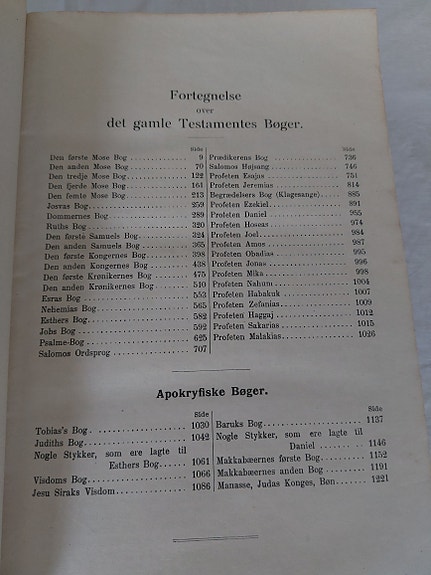 Fortegnelse
over
det gamle Testamentes Bøger.
Side
Den første Mose Bog 9
Den anden Mose Bog 70
Den tredje Mose Bog 122
Den fjerde Mose Bog 161
Den femte Mose Bog 213
Josvas Bog 259
Dommernes Bog 289
Ruths Bog 320
Den første Samuels Bog 324
Den anden Samuels Bog 365
Den første Kongernes Bog 398
Den anden Kongernes Bog 438
Den første Krønikernes Bog 475
Den anden Krønikernes Bog 510
Esras Bog 553
Nehemias Bog 565
Esthers Bog 582
Jobs Bog 592
Psalme-Bog 625
Salomos Ordsprog 707
Side
Prædikerens Bog 736
Salomos Højsang 746
Profeten Esajas 751
Profeten Jeremias 814
Begrædelsers Bog (Klagesange) 885
Profeten Ezekiel 891
Profeten Daniel 955
Profeten Hoseas 974
Profeten Joel 984
Profeten Amos 987
Profeten Obadias 995
Profeten Jonas 996
Profeten Mika 998
Profeten Nahum 1004
Profeten Habakuk 1007
Profeten Zefanias 1009
Profeten Haggaj 1012
Profeten Sakarias 1015
Profeten Malakias 1026
Apokryfiske Bøger.
Side
Tobias's Bog 1030
Judiths Bog 1042
Nogle Stykker, som ere lagte til
Esthers Bog 1061
Visdoms Bog 1066
Jesu Siraks Visdom 1086
Side
Baruks Bog 1137
Nogle Stykker, som ere lagte til
Daniel 1146
Makkabæernes første Bog 1152
Makkabæernes anden Bog 1191
Manasse, Judas Konges, Bøn 1221